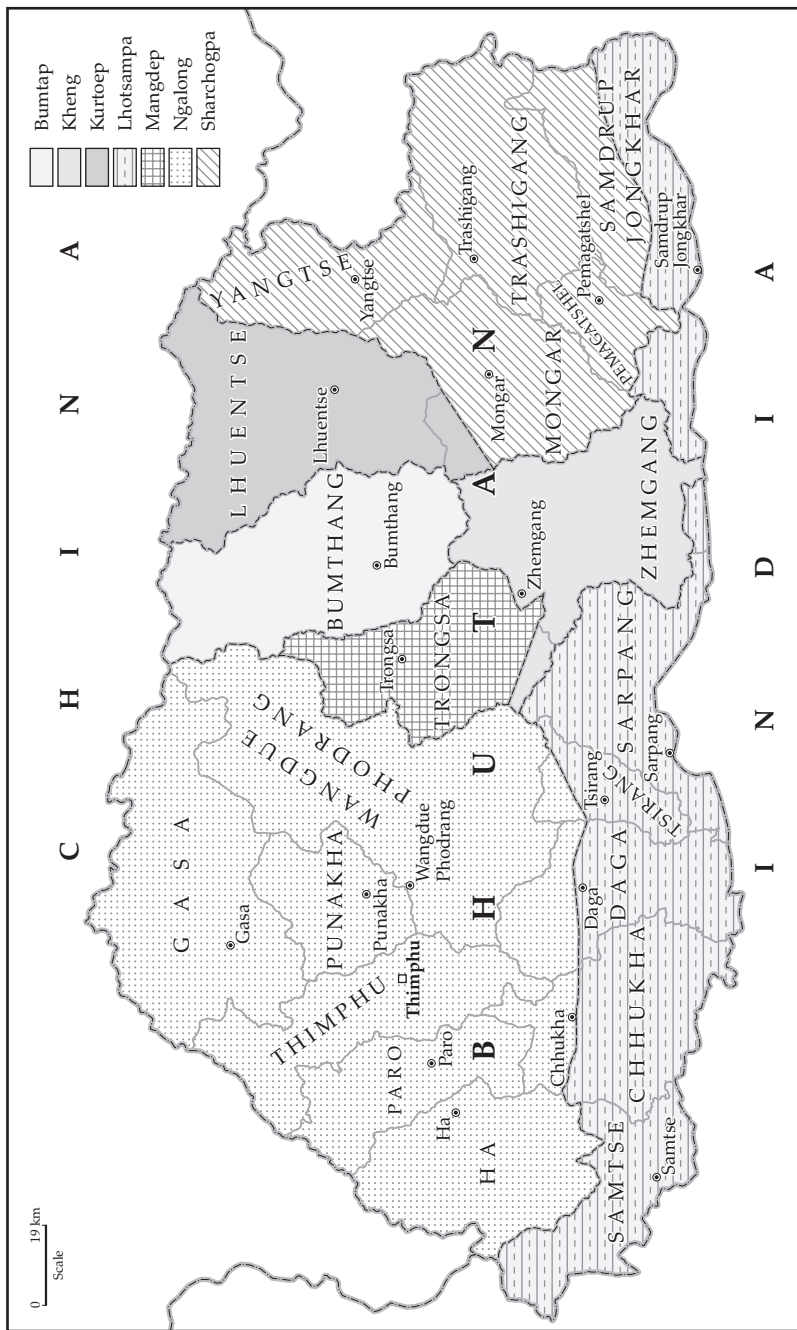 Bumtap
Kheng
Kurtoep
Lhotsampa
Mangdep
Ngalong
Sharchogpa
0 19 km
Scale
C H I N A
I N D I A
B H U T A N
GASA
Gasa
PUNAKHA
Punakha
WANGDUE
PHODRANG
Wangdue
Phodrang
THIMPHU
Thimphu
PARO
Paro
HA
Ha
CHHUKHA
Chhukha
SAMTSE
Samtse
DAGA
Daga
TSIRANG
Tsirang
SARPANG
Sarpang
TRONGSA
Trongsa
BUMTHANG
Bumthang
ZHEMGANG
Zhemgang
LHUENTSE
Lhuentse
YANGTSE
Yangtse
MONGAR
Mongar
TRASHIGANG
Trashigang
PEMAGATSHEL
Pemagatshel
SAMDRUP
JONGKHAR
Samdrup
Jongkhar